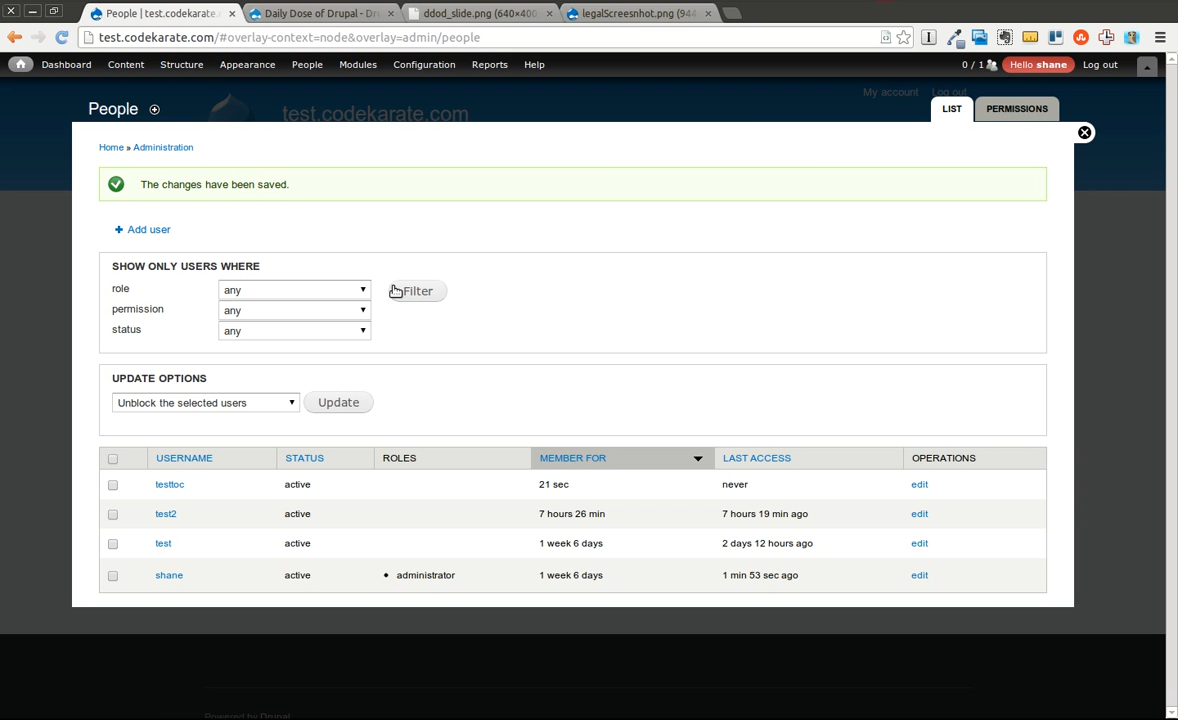 People | test.codekarate.
Daily Dose of Drupal - Dr
ddod_slide.png (640×400
legalScreesnhot.png (944
test.codekarate.com/#overlay-context=node&overlay=admin/people
Dashboard Content Structure Appearance People Modules Configuration Reports Help 0 / 1 Hello shane Log out
My account Log out
People
test.codekarate.com
LIST PERMISSIONS
Home » Administration
The changes have been saved.
Add user
SHOW ONLY USERS WHERE
role any Filter
permission any
status any
UPDATE OPTIONS
Unblock the selected users Update
USERNAME STATUS ROLES MEMBER FOR LAST ACCESS OPERATIONS
testtoc active 21 sec never edit
test2 active 7 hours 26 min 7 hours 19 min ago edit
test active 1 week 6 days 2 days 12 hours ago edit
shane active • administrator 1 week 6 days 1 min 53 sec ago edit
Powered by Drupal